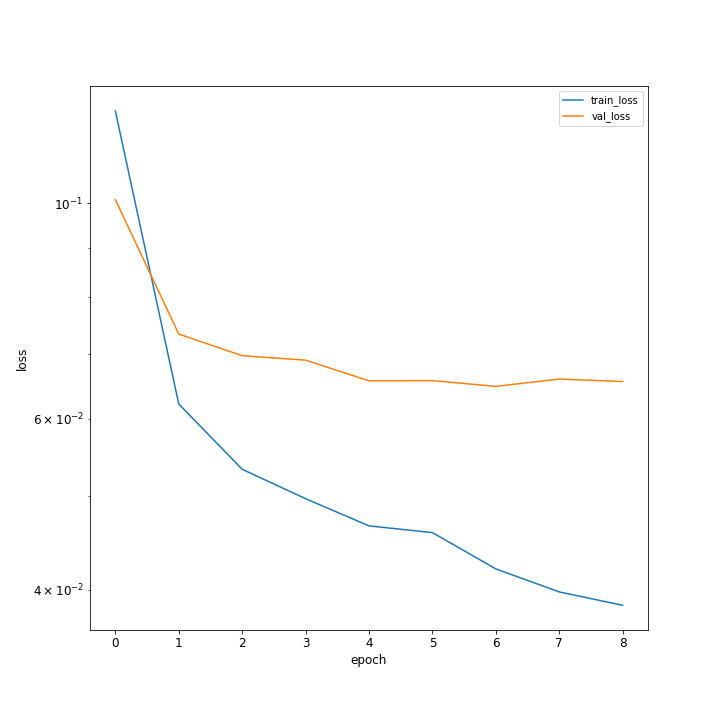 train_loss
val_loss
10⁻¹
6 × 10⁻²
4 × 10⁻²
loss
0 1 2 3 4 5 6 7 8
epoch